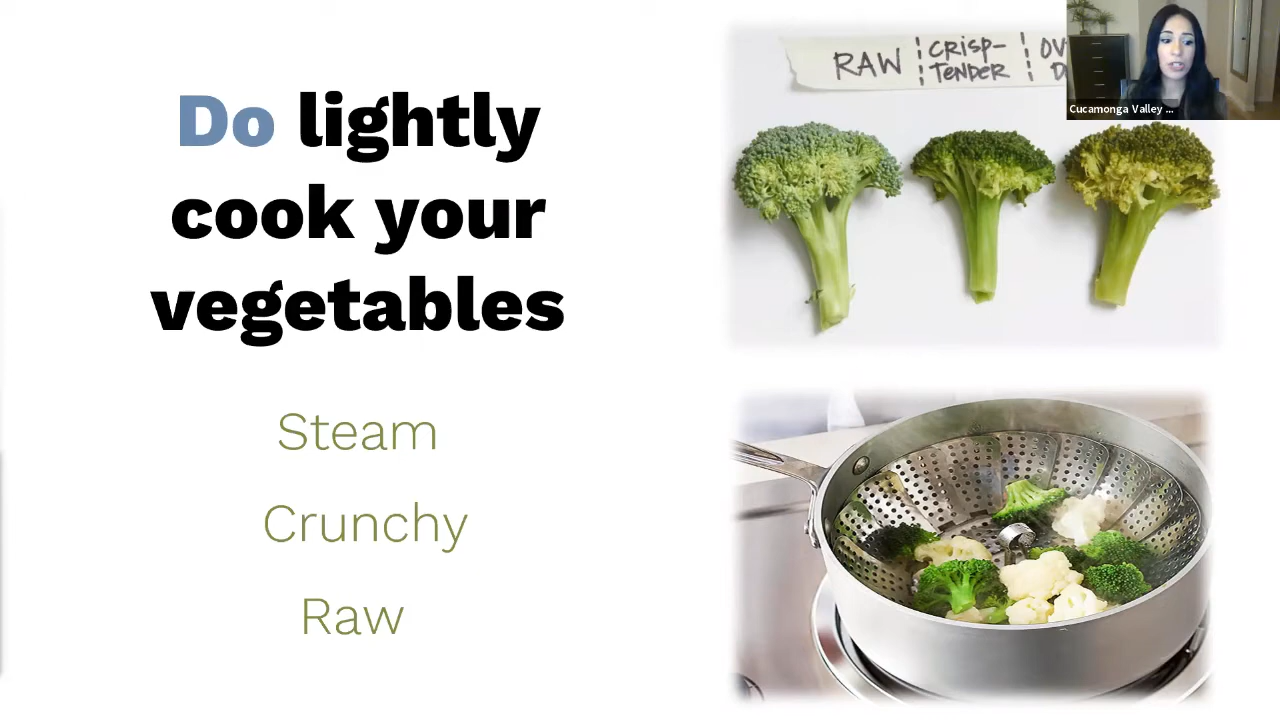 Do lightly
cook your
vegetables
Steam
Crunchy
Raw
RAW CRISP-
TENDER
Cucamonga Valley ...